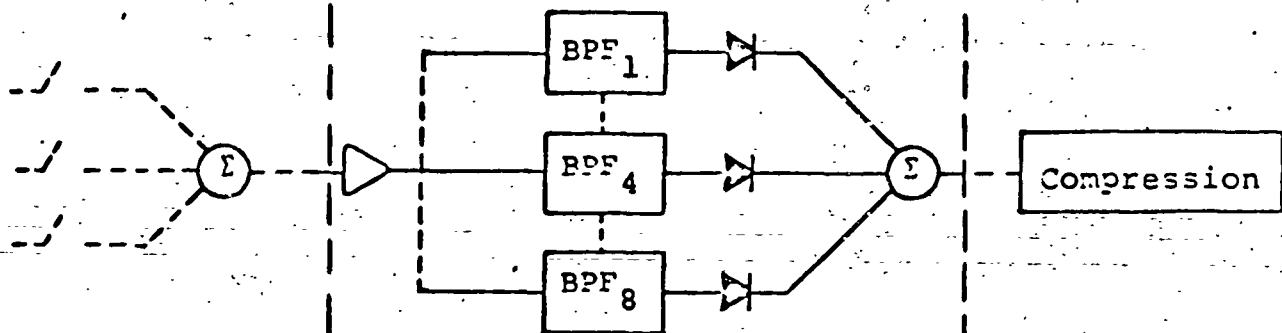 BPF1
Σ
BPF4
Σ
Compression
BPF8